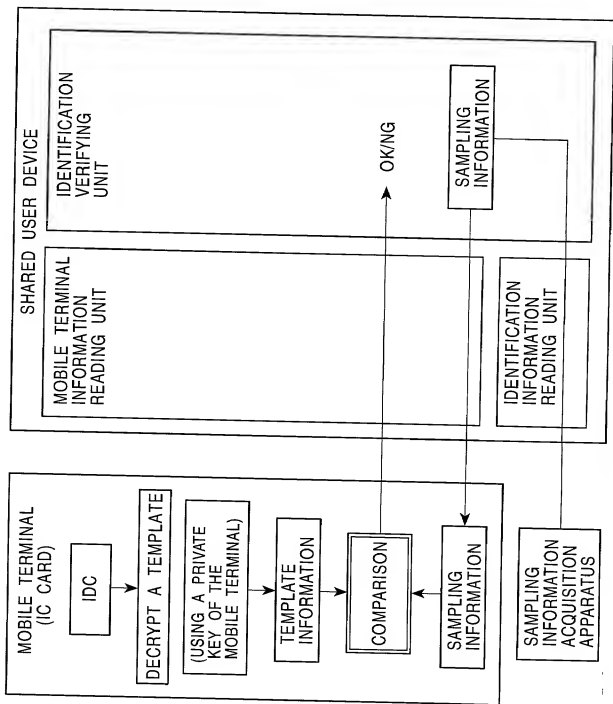 MOBILE TERMINAL
(IC CARD)
IDC
DECRYPT A TEMPLATE
(USING A PRIVATE
KEY OF THE
MOBILE TERMINAL)
TEMPLATE
INFORMATION
COMPARISON
SAMPLING
INFORMATION
SAMPLING
INFORMATION
ACQUISITION
APPARATUS
SHARED USER DEVICE
MOBILE TERMINAL
INFORMATION
READING UNIT
IDENTIFICATION
INFORMATION
READING UNIT
IDENTIFICATION
VERIFYING
UNIT
OK/NG
SAMPLING
INFORMATION